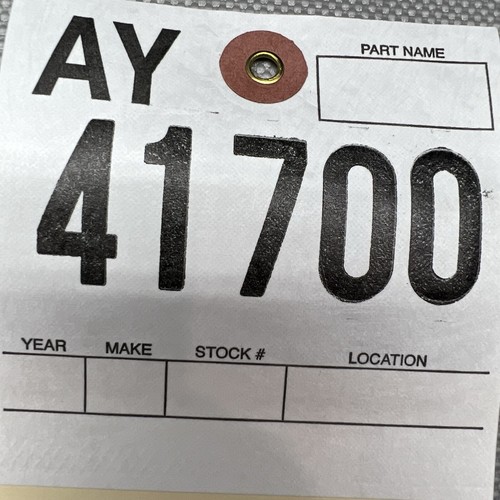 AY
PART NAME
41700
YEAR MAKE STOCK # LOCATION